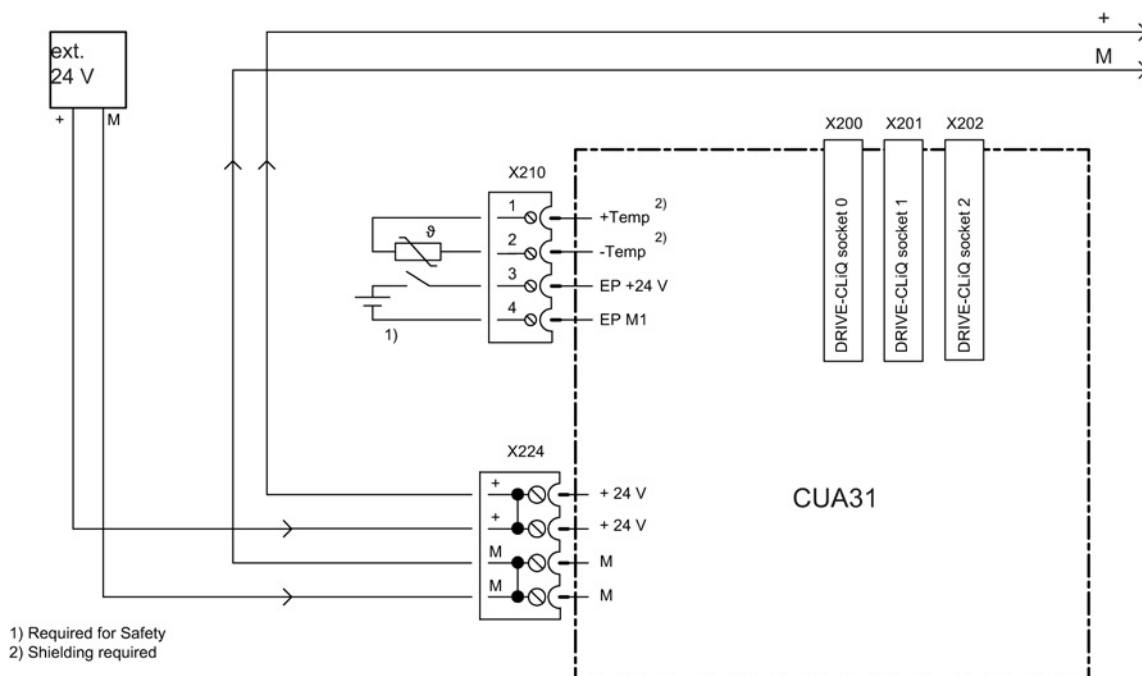 +
M
ext.
24 V
+ M
X200 X201 X202
DRIVE-CLiQ socket 0
DRIVE-CLiQ socket 1
DRIVE-CLiQ socket 2
X210
1 +Temp 2)
ϑ
2 -Temp 2)
3 EP +24 V
4 EP M1
1)
X224
+ + 24 V
+ + 24 V
M M
M M
CUA31
1) Required for Safety
2) Shielding required